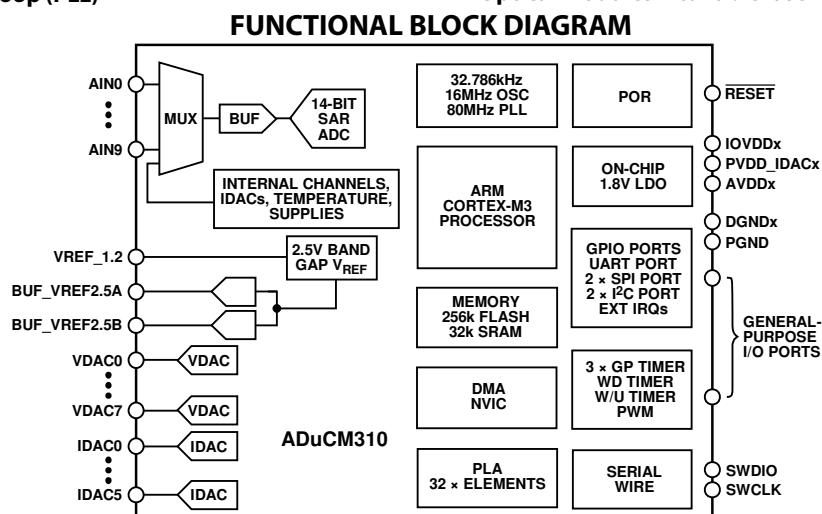 FUNCTIONAL BLOCK DIAGRAM
AIN0
AIN9
MUX
BUF
14-BIT
SAR
ADC
INTERNAL CHANNELS,
IDACs, TEMPERATURE,
SUPPLIES
VREF_1.2
2.5V BAND
GAP VREF
BUF_VREF2.5A
BUF_VREF2.5B
VDAC0
VDAC
VDAC7
VDAC
IDAC0
IDAC
IDAC5
IDAC
ADuCM310
32.786kHz
16MHz OSC
80MHz PLL
ARM
CORTEX-M3
PROCESSOR
MEMORY
256k FLASH
32k SRAM
DMA
NVIC
PLA
32 × ELEMENTS
POR
ON-CHIP
1.8V LDO
GPIO PORTS
UART PORT
2 × SPI PORT
2 × I2C PORT
EXT IRQs
3 × GP TIMER
WD TIMER
W/U TIMER
PWM
SERIAL
WIRE
RESET
IOVDDx
PVDD_IDACx
AVDDx
DGNDx
PGND
GENERAL-
PURPOSE
I/O PORTS
SWDIO
SWCLK